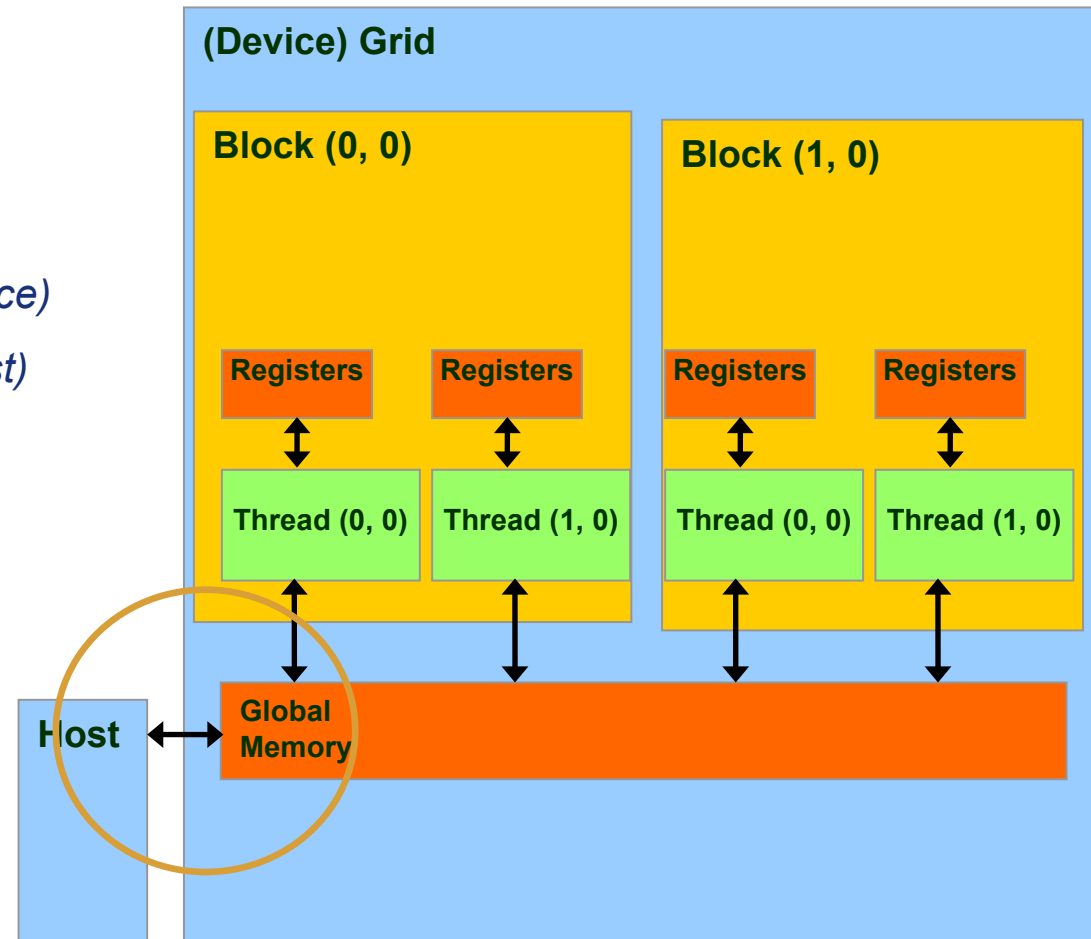 (Device) Grid
Block (0, 0)
Block (1, 0)
ce)
st)
Registers
Registers
Registers
Registers
Thread (0, 0)
Thread (1, 0)
Thread (0, 0)
Thread (1, 0)
Global
Memory
Host